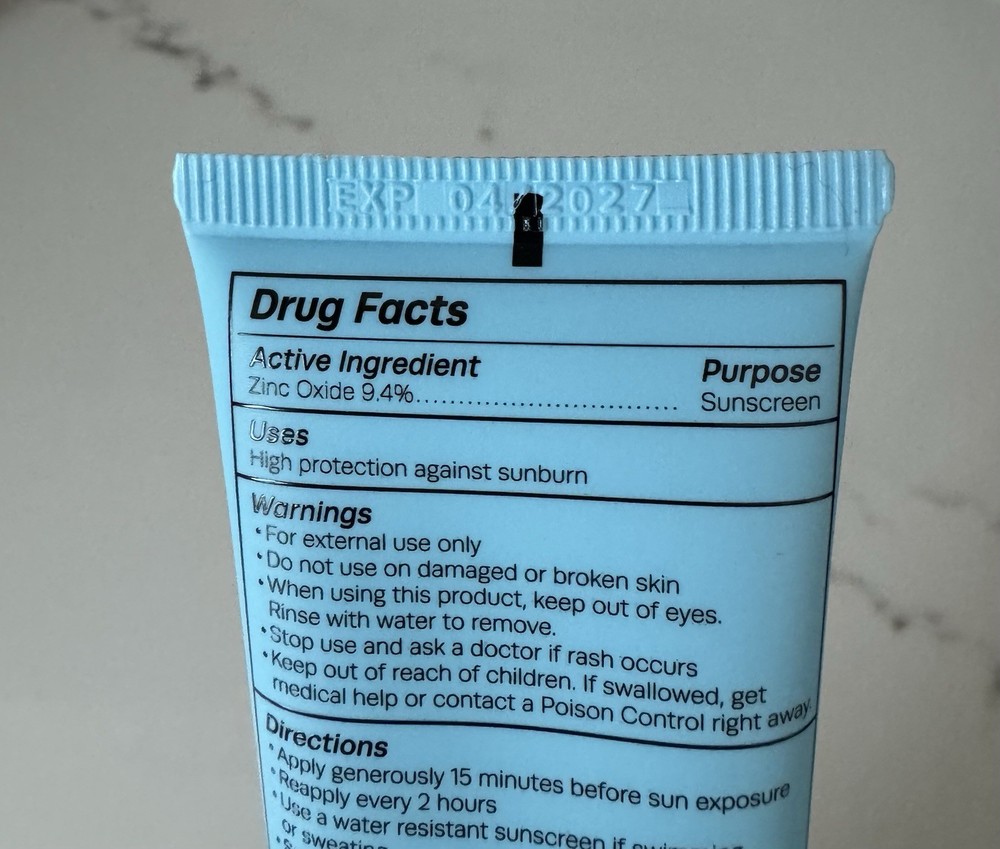 EXP 04/2027
Drug Facts
Active Ingredient Purpose
Zinc Oxide 9.4%.................................... Sunscreen
Uses
High protection against sunburn
Warnings
• For external use only
• Do not use on damaged or broken skin
• When using this product, keep out of eyes.
Rinse with water to remove.
• Stop use and ask a doctor if rash occurs
• Keep out of reach of children. If swallowed, get
medical help or contact a Poison Control right away.
Directions
• Apply generously 15 minutes before sun exposure
• Reapply every 2 hours
• Use a water resistant sunscreen if swimming
or sweating